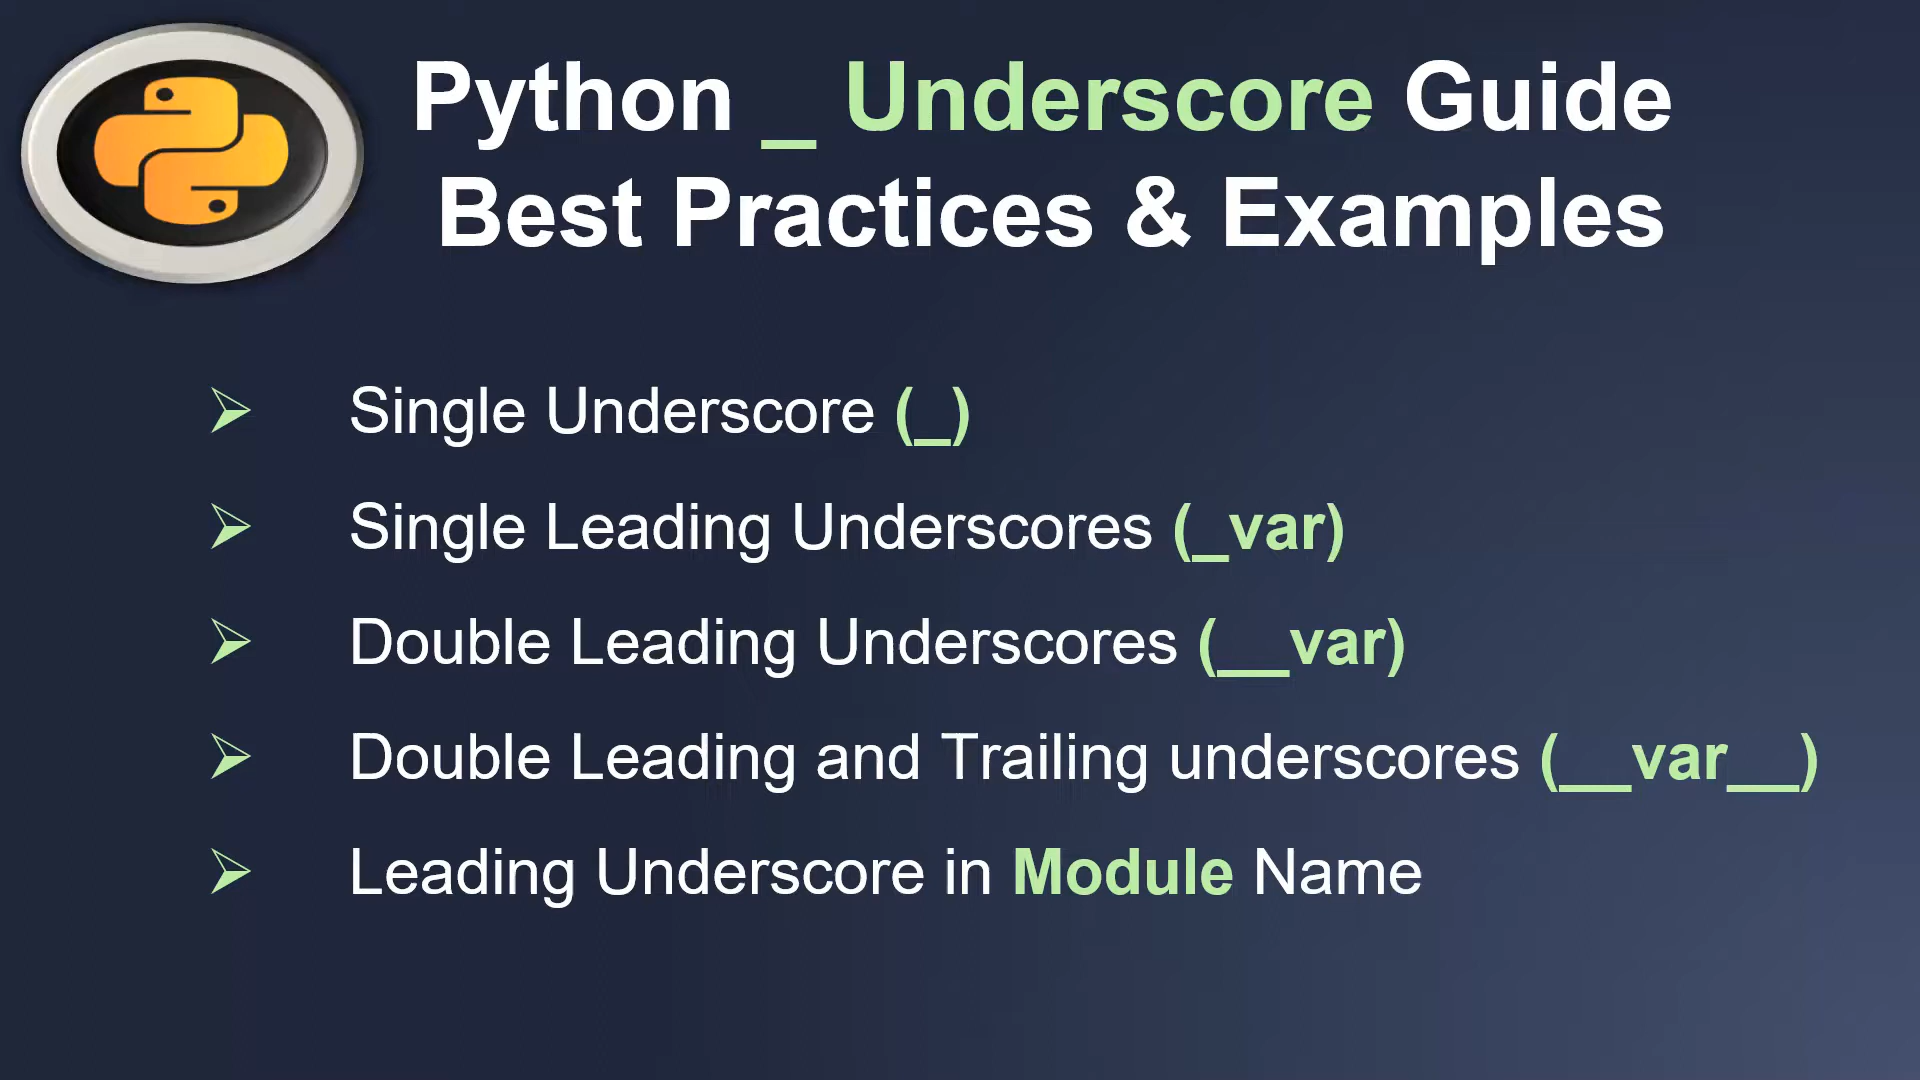 Python _ Underscore Guide
Best Practices & Examples
Single Underscore (_)
Single Leading Underscores (_var)
Double Leading Underscores (__var)
Double Leading and Trailing underscores (__var__)
Leading Underscore in Module Name